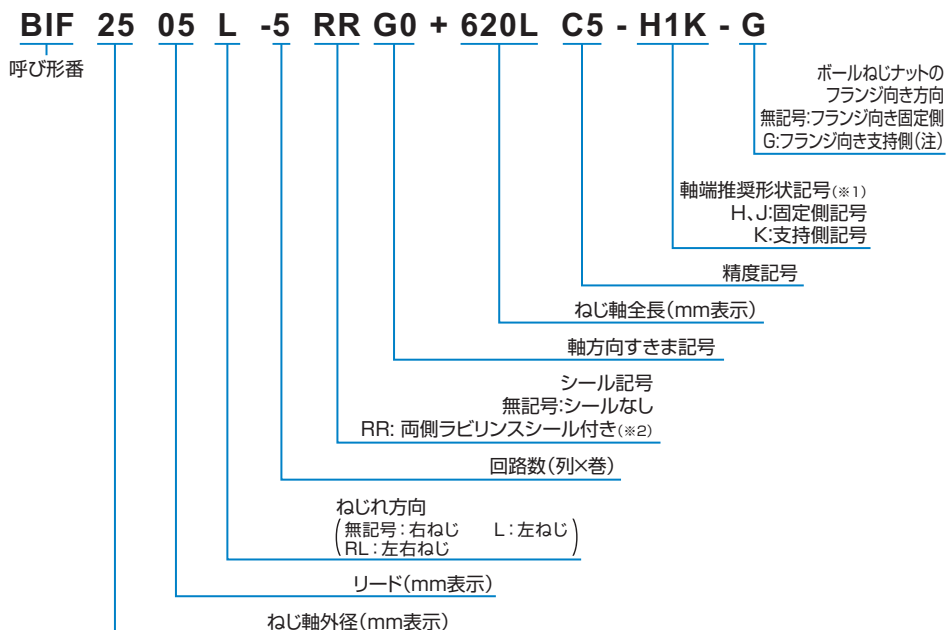 BIF 25 05 L -5 RR G0 + 620L C5 - H1K - G
呼び形番
ボールねじナットの
フランジ向き方向
無記号:フランジ向き固定側
G:フランジ向き支持側(注)
軸端推奨形状記号(※1)
H、J:固定側記号
K:支持側記号
精度記号
ねじ軸全長(mm表示)
軸方向すきま記号
シール記号
無記号:シールなし
RR: 両側ラビリンスシール付き(※2)
回路数(列×巻)
ねじれ方向
(無記号:右ねじ L:左ねじ
RL:左右ねじ)
リード(mm表示)
ねじ軸外径(mm表示)